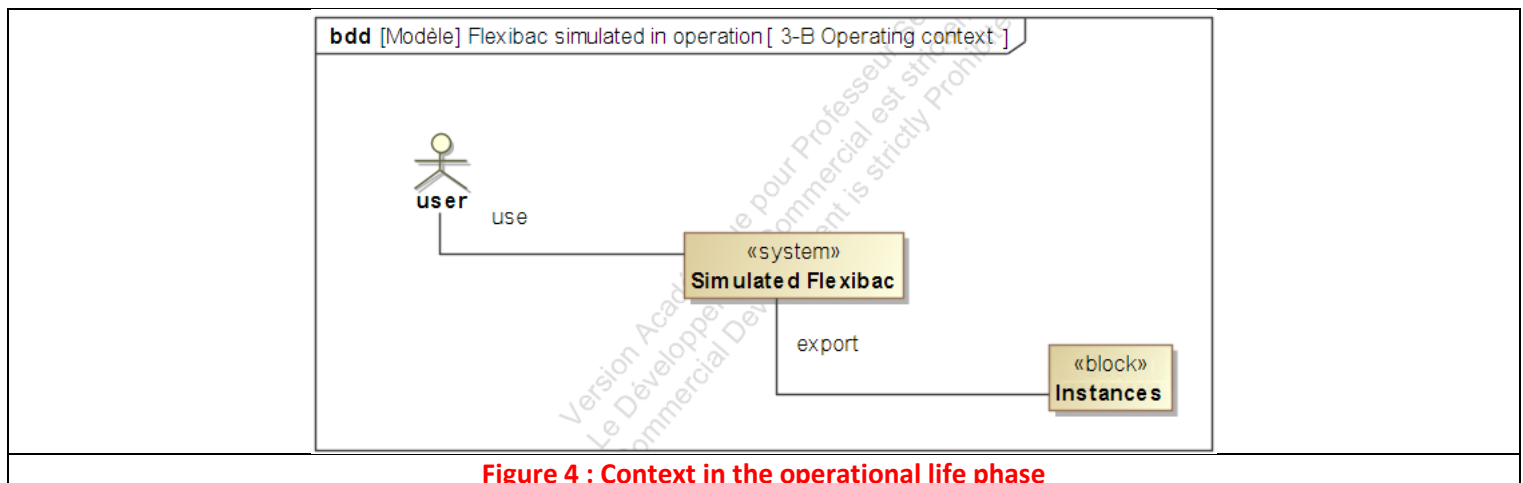 bdd [Modèle] Flexibac simulated in operation [ 3-B Operating context ]
user
use
«system»
Simulated Flexibac
export
«block»
Instances
Figure 4 : Context in the operational life phase